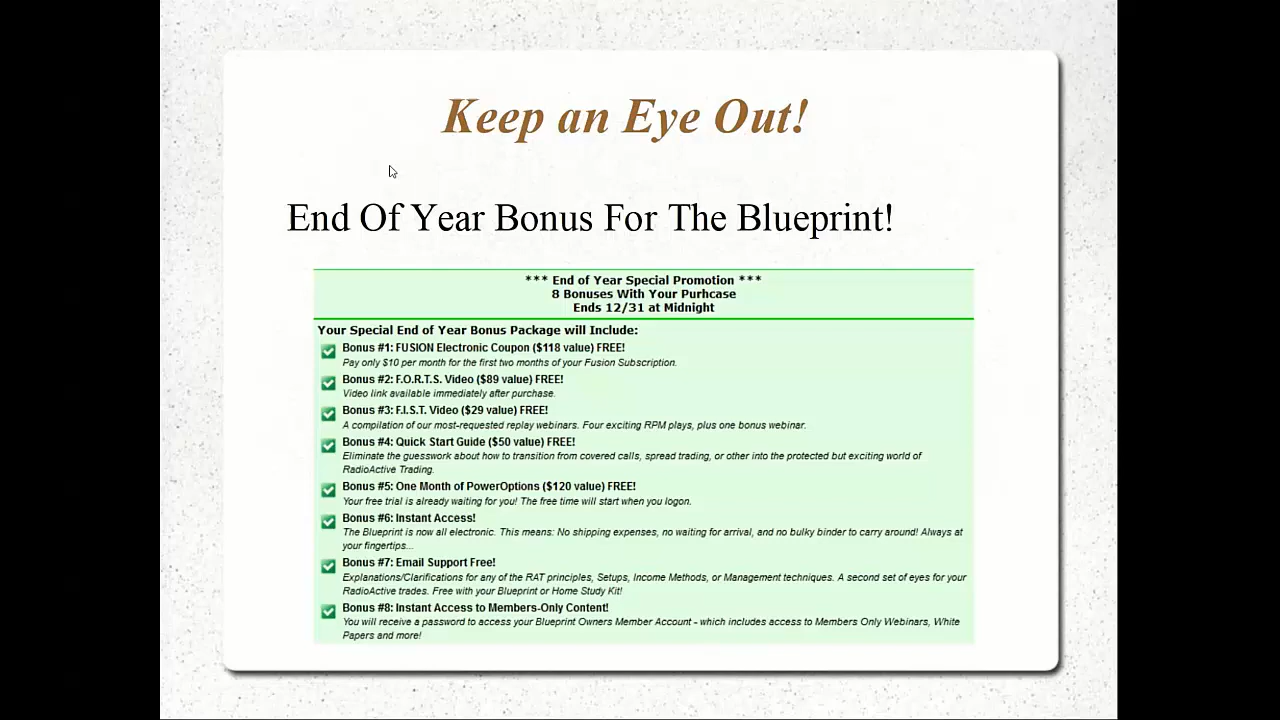 Keep an Eye Out!
End Of Year Bonus For The Blueprint!
*** End of Year Special Promotion ***
8 Bonuses With Your Purhcase
Ends 12/31 at Midnight
Your Special End of Year Bonus Package will Include:
Bonus #1: FUSION Electronic Coupon ($118 value) FREE!
Pay only $10 per month for the first two months of your Fusion Subscription.
Bonus #2: F.O.R.T.S. Video ($89 value) FREE!
Video link available immediately after purchase.
Bonus #3: F.I.S.T. Video ($29 value) FREE!
A compilation of our most-requested replay webinars. Four exciting RPM plays, plus one bonus webinar.
Bonus #4: Quick Start Guide ($50 value) FREE!
Eliminate the guesswork about how to transition from covered calls, spread trading, or other into the protected but exciting world of
RadioActive Trading.
Bonus #5: One Month of PowerOptions ($120 value) FREE!
Your free trial is already waiting for you! The free time will start when you logon.
Bonus #6: Instant Access!
The Blueprint is now all electronic. This means: No shipping expenses, no waiting for arrival, and no bulky binder to carry around! Always at
your fingertips...
Bonus #7: Email Support Free!
Explanations/Clarifications for any of the RAT principles, Setups, Income Methods, or Management techniques. A second set of eyes for your
RadioActive trades. Free with your Blueprint or Home Study Kit!
Bonus #8: Instant Access to Members-Only Content!
You will receive a password to access your Blueprint Owners Member Account - which includes access to Members Only Webinars, White
Papers and more!